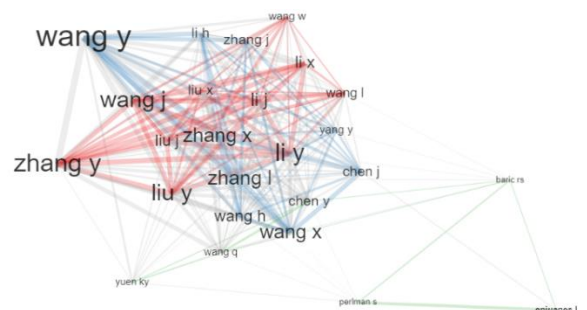 wang w
wang y
li h
zhang j
li x
liu x
wang l
wang j
li j
yang y
liu j
zhang x
li y
zhang y
chen j
zhang l
baric rs
liu y
chen y
wang h
wang x
wang q
yuen ky
perlman s